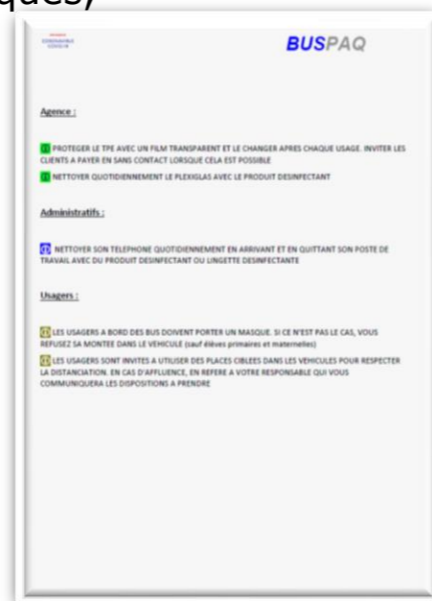 ques)
CORONAVIRUS
COVID-19
BUSPAQ
Agence :
PROTEGER LE TPE AVEC UN FILM TRANSPARENT ET LE CHANGER APRES CHAQUE USAGE. INVITER LES
CLIENTS A PAYER EN SANS CONTACT LORSQUE CELA EST POSSIBLE
NETTOYER QUOTIDIENNEMENT LE PLEXIGLAS AVEC LE PRODUIT DESINFECTANT
Administratifs :
NETTOYER SON TELEPHONE QUOTIDIENNEMENT EN ARRIVANT ET EN QUITTANT SON POSTE DE
TRAVAIL AVEC DU PRODUIT DESINFECTANT OU LINGETTE DESINFECTANTE
Usagers :
LES USAGERS A BORD DES BUS DOIVENT PORTER UN MASQUE. SI CE N'EST PAS LE CAS, VOUS
REFUSEZ SA MONTEE DANS LE VEHICULE (sauf élèves primaires et maternelles)
LES USAGERS SONT INVITES A UTILISER DES PLACES CIBLEES DANS LES VEHICULES POUR RESPECTER
LA DISTANCIATION. EN CAS D'AFFLUENCE, EN REFERE A VOTRE RESPONSABLE QUI VOUS
COMMUNIQUERA LES DISPOSITIONS A PRENDRE